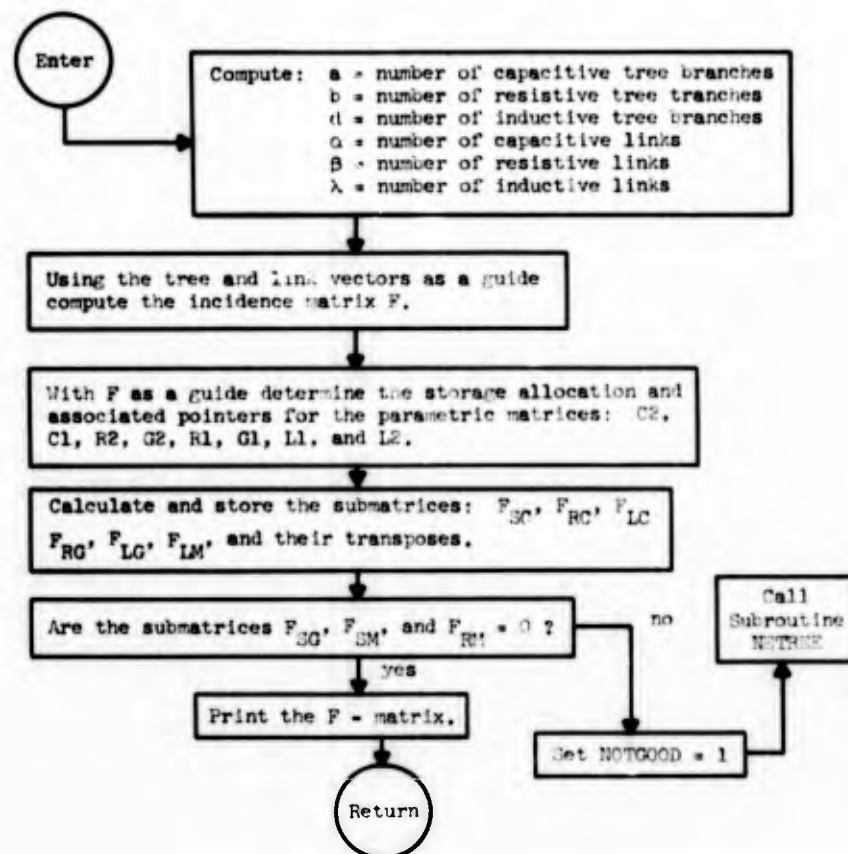 Enter
Compute: a = number of capacitive tree branches
b = number of resistive tree tranches
d = number of inductive tree branches
α = number of capacitive links
β = number of resistive links
λ = number of inductive links
Using the tree and link vectors as a guide
compute the incidence matrix F.
With F as a guide determine the storage allocation and
associated pointers for the parametric matrices: C2,
C1, R2, G2, R1, G1, L1, and L2.
Calculate and store the submatrices: F_SC, F_RC, F_LC
F_RG, F_LG, F_LM, and their transposes.
Are the submatrices F_SG, F_SM, and F_RM = 0 ?
no
Call
Subroutine
NETREE
yes
Print the F - matrix.
Set NOTGOOD = 1
Return